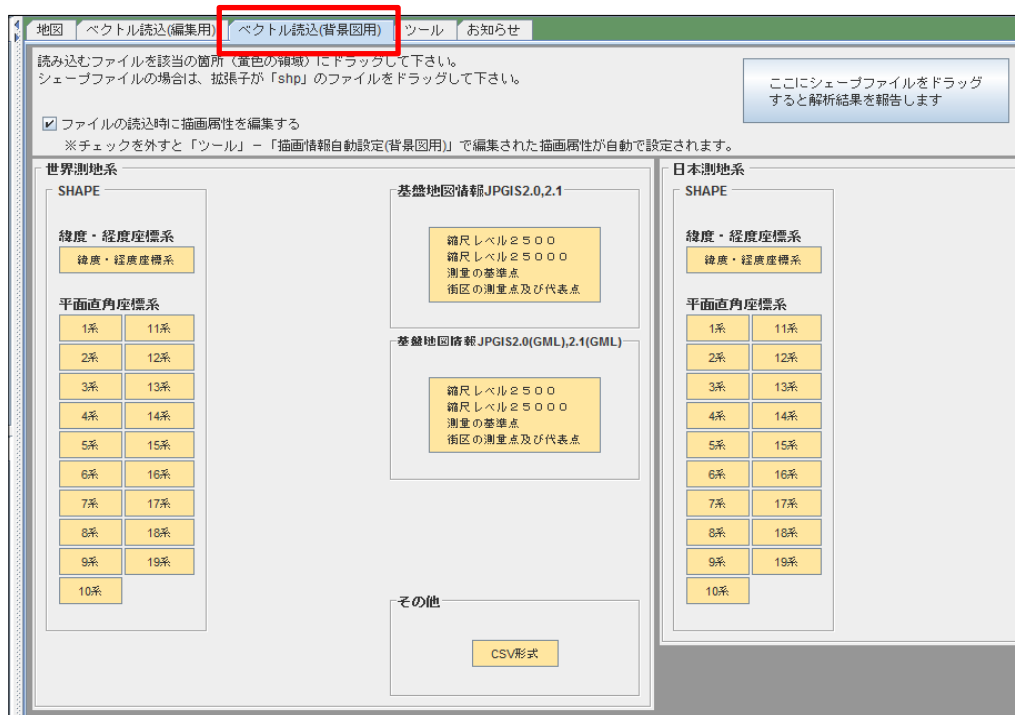 地図
ベクトル読込(編集用)
ベクトル読込(背景図用)
ツール
お知らせ
読み込むファイルを該当の箇所（黄色の領域）にドラッグして下さい。
シェープファイルの場合は、拡張子が「shp」のファイルをドラッグして下さい。
ここにシェープファイルをドラッグ
すると解析結果を報告します
ファイルの読込時に描画属性を編集する
※チェックを外すと「ツール」－「描画情報自動設定(背景図用)」で編集された描画属性が自動で設定されます。
世界測地系
SHAPE
緯度・経度座標系
緯度・経度座標系
平面直角座標系
1系 11系
2系 12系
3系 13系
4系 14系
5系 15系
6系 16系
7系 17系
8系 18系
9系 19系
10系
基盤地図情報JPGIS2.0,2.1
縮尺レベル２５００
縮尺レベル２５０００
測量の基準点
街区の測量点及び代表点
基盤地図情報JPGIS2.0(GML),2.1(GML)
縮尺レベル２５００
縮尺レベル２５０００
測量の基準点
街区の測量点及び代表点
その他
CSV形式
日本測地系
SHAPE
緯度・経度座標系
緯度・経度座標系
平面直角座標系
1系 11系
2系 12系
3系 13系
4系 14系
5系 15系
6系 16系
7系 17系
8系 18系
9系 19系
10系